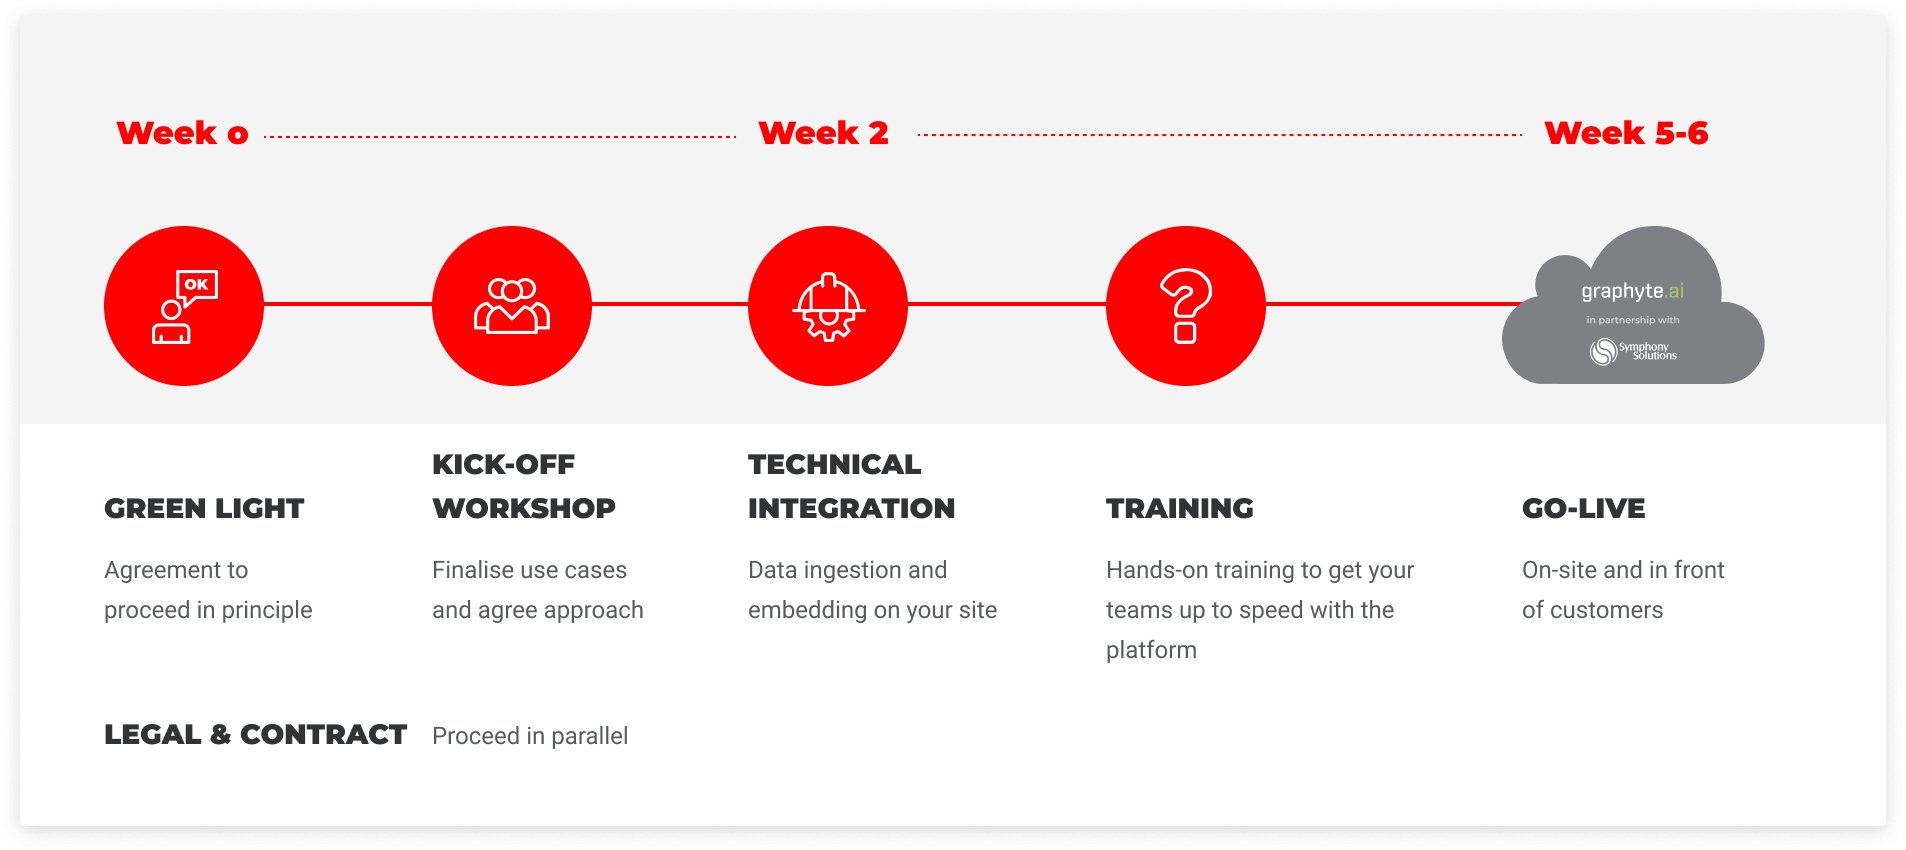 Week 0
Week 2
Week 5-6
OK
graphyte.ai
in partnership with
Symphony
Solutions
GREEN LIGHT
Agreement to
proceed in principle
KICK-OFF
WORKSHOP
Finalise use cases
and agree approach
TECHNICAL
INTEGRATION
Data ingestion and
embedding on your site
TRAINING
Hands-on training to get your
teams up to speed with the
platform
GO-LIVE
On-site and in front
of customers
LEGAL & CONTRACT
Proceed in parallel